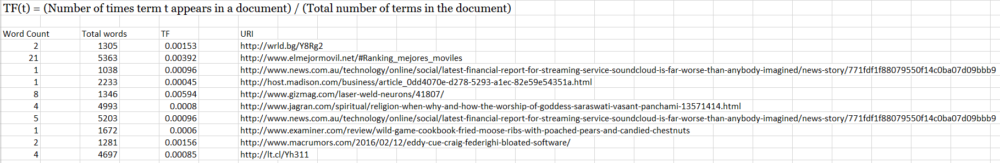 TF(t) = (Number of times term t appears in a document) / (Total number of terms in the document)
Word Count Total words TF URI
2 1305 0.00153 http://wrld.bg/Y8Rg2
21 5363 0.00392 http://www.elmejormovil.net/#Ranking_mejores_moviles
1 1038 0.00096 http://www.news.com.au/technology/online/social/latest-financial-report-for-streaming-service-soundcloud-is-far-worse-than-anybody-imagined/news-story/771fdf1f88079550f14c0ba07d09bbb9
1 2233 0.00045 http://host.madison.com/business/article_0dd4070e-d278-5293-a1ec-82e59e54351a.html
8 1346 0.00594 http://www.gizmag.com/laser-weld-neurons/41807/
4 4993 0.0008 http://www.jagran.com/spiritual/religion-when-why-and-how-the-worship-of-goddess-saraswati-vasant-panchami-13571414.html
5 5203 0.00096 http://www.news.com.au/technology/online/social/latest-financial-report-for-streaming-service-soundcloud-is-far-worse-than-anybody-imagined/news-story/771fdf1f88079550f14c0ba07d09bbb9
1 1672 0.0006 http://www.examiner.com/review/wild-game-cookbook-fried-moose-ribs-with-poached-pears-and-candied-chestnuts
2 1281 0.00156 http://www.macrumors.com/2016/02/12/eddy-cue-craig-federighi-bloated-software/
4 4697 0.00085 http://lt.cl/Yh311